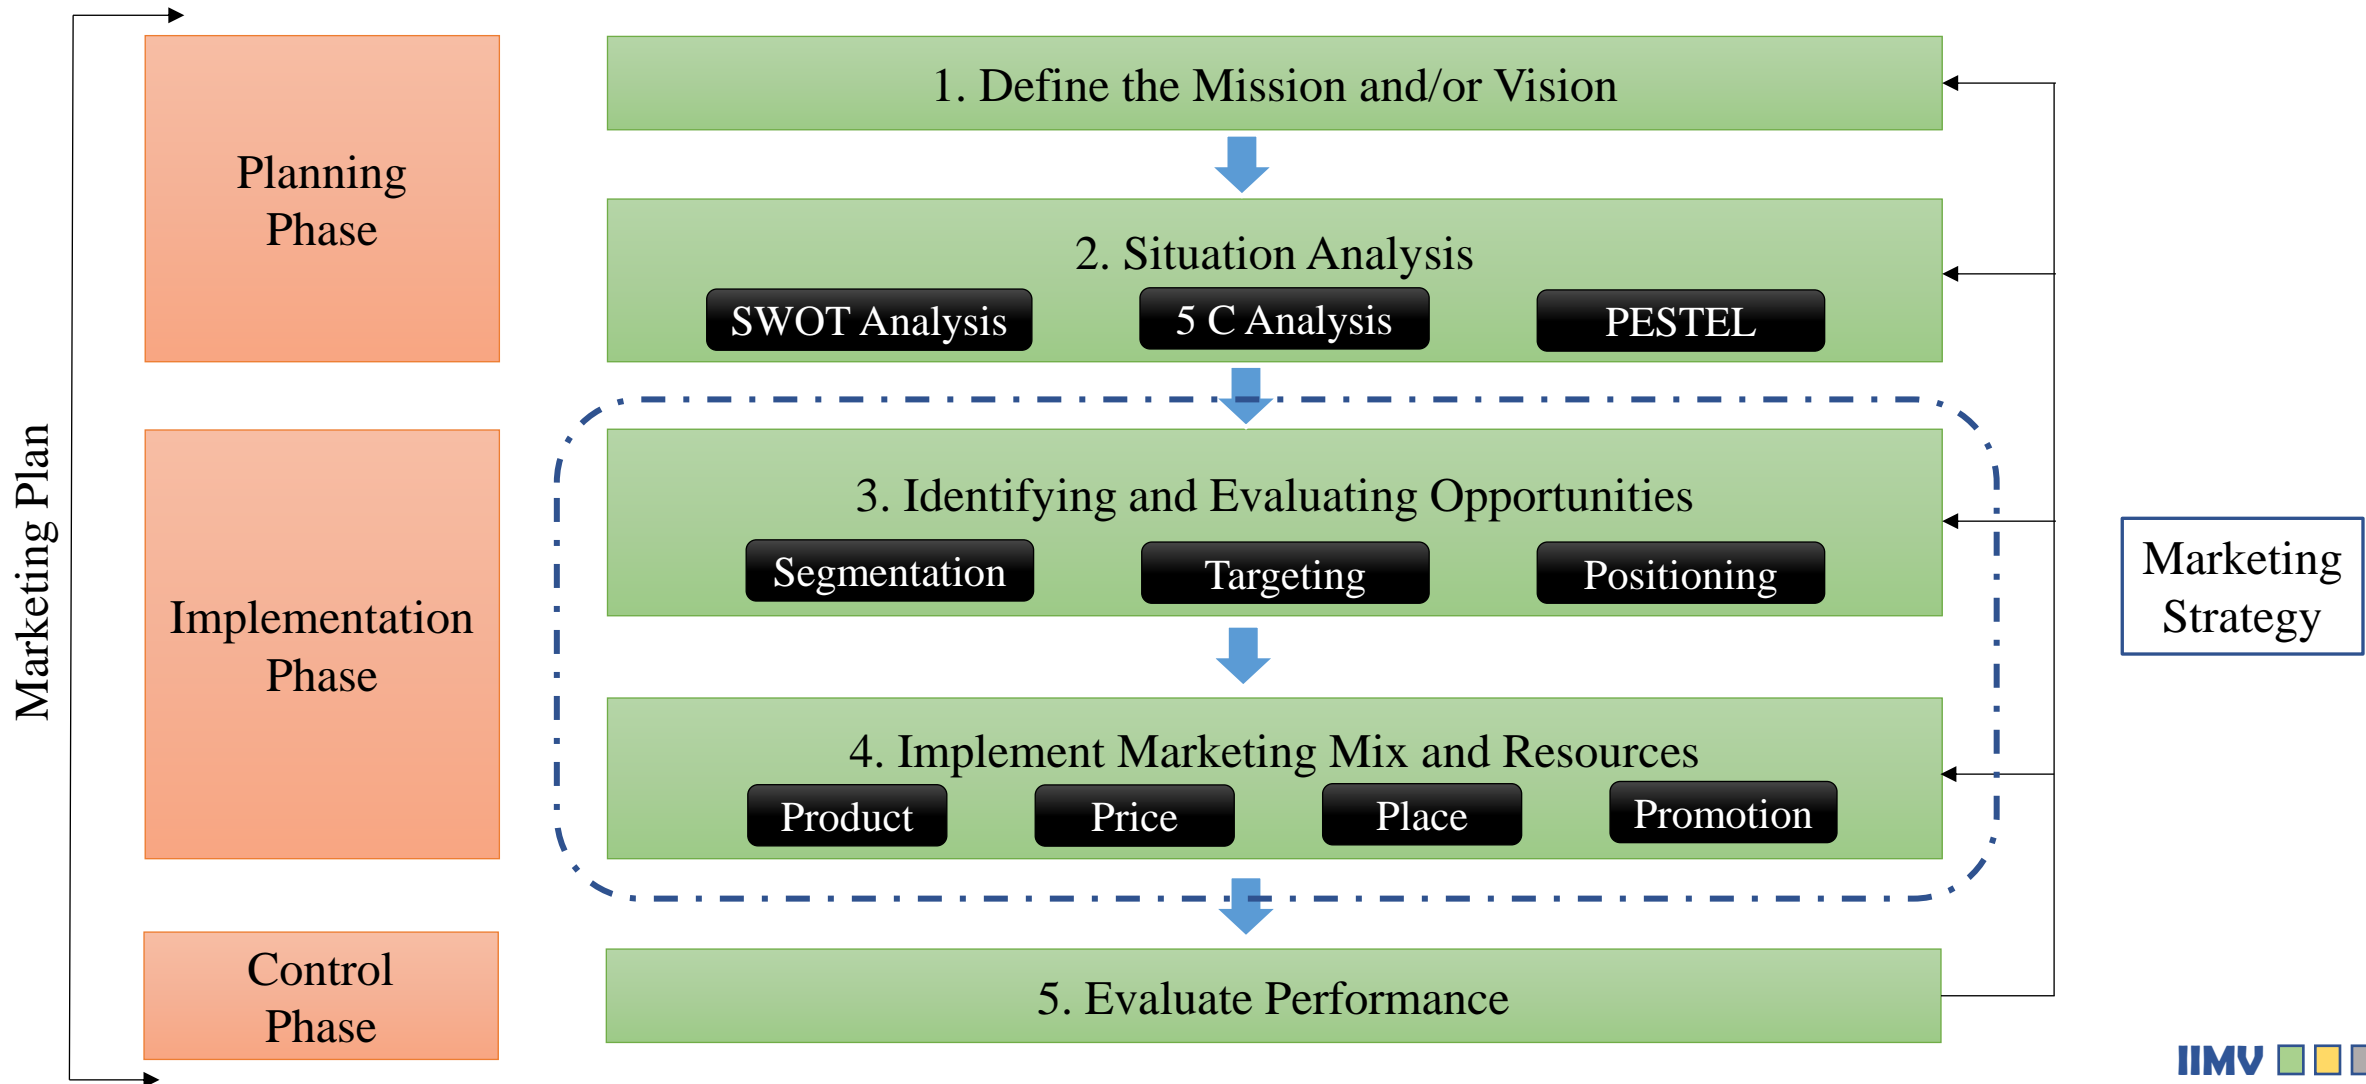 Marketing Plan
Planning
Phase
1. Define the Mission and/or Vision
2. Situation Analysis
SWOT Analysis
5 C Analysis
PESTEL
Implementation
Phase
3. Identifying and Evaluating Opportunities
Segmentation
Targeting
Positioning
4. Implement Marketing Mix and Resources
Product
Price
Place
Promotion
Control
Phase
5. Evaluate Performance
Marketing
Strategy
IIMV